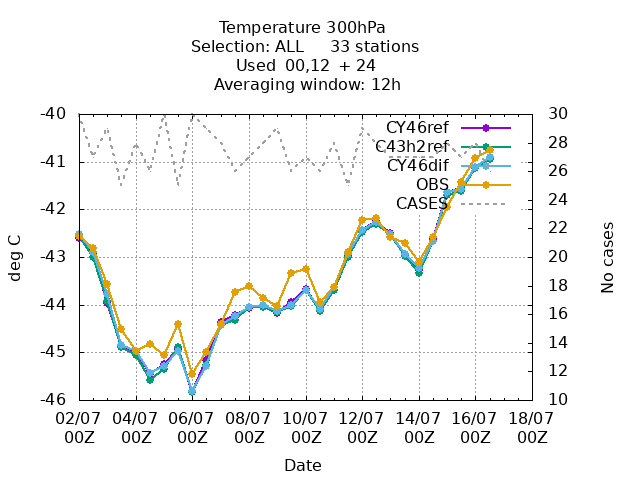 Temperature 300hPa
Selection: ALL 33 stations
Used 00,12 + 24
Averaging window: 12h
-40
-41
-42
-43
-44
-45
-46
deg C
30
28
26
24
22
20
18
16
14
12
10
No cases
CY46ref
C43h2ref
CY46dif
OBS
CASES
02/07 04/07 06/07 08/07 10/07 12/07 14/07 16/07 18/07
00Z 00Z 00Z 00Z 00Z 00Z 00Z 00Z 00Z
Date